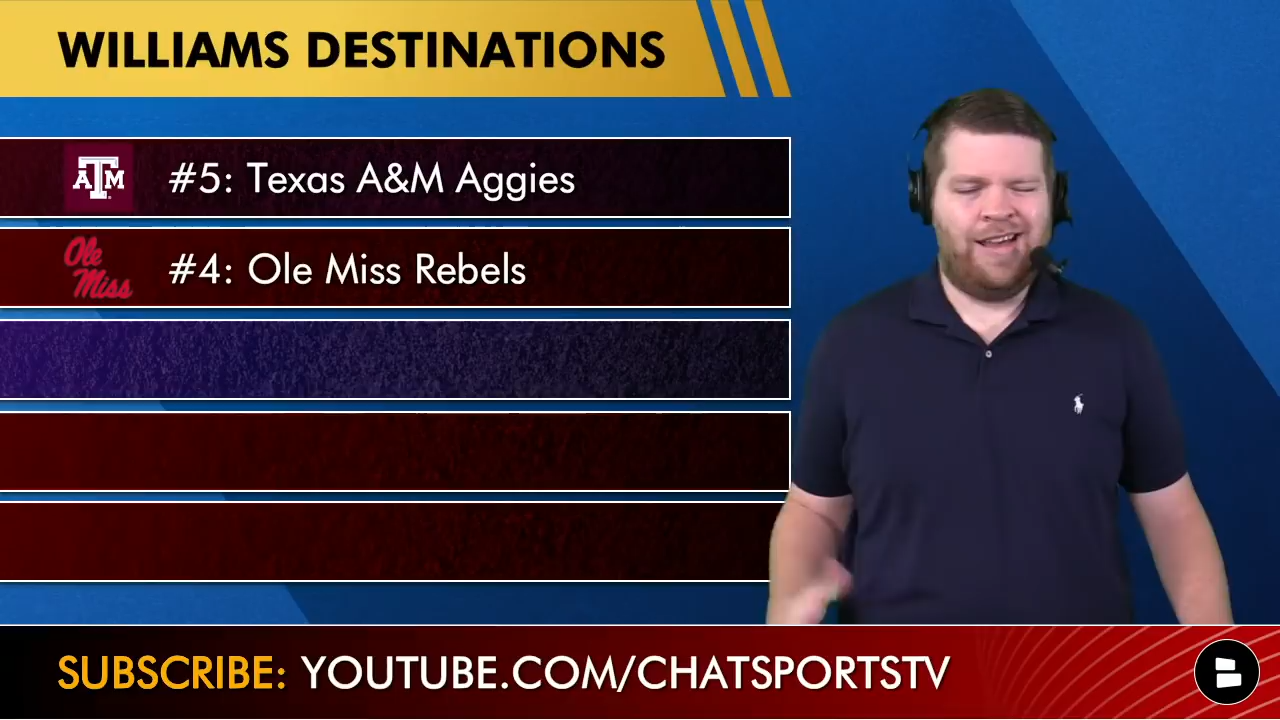 WILLIAMS DESTINATIONS
ATM #5: Texas A&M Aggies
Ole Miss #4: Ole Miss Rebels
SUBSCRIBE: YOUTUBE.COM/CHATSPORTSTV